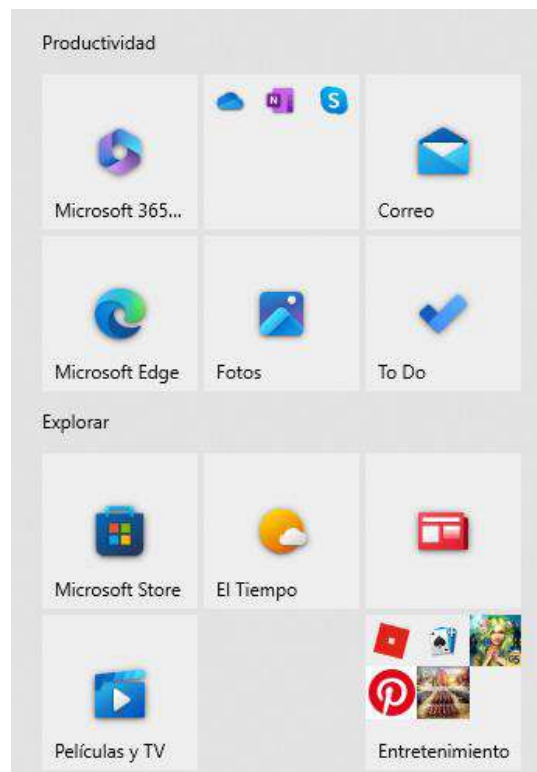 Productividad
Microsoft 365...
Correo
Microsoft Edge
Fotos
To Do
Explorar
Microsoft Store
El Tiempo
Películas y TV
Entretenimiento